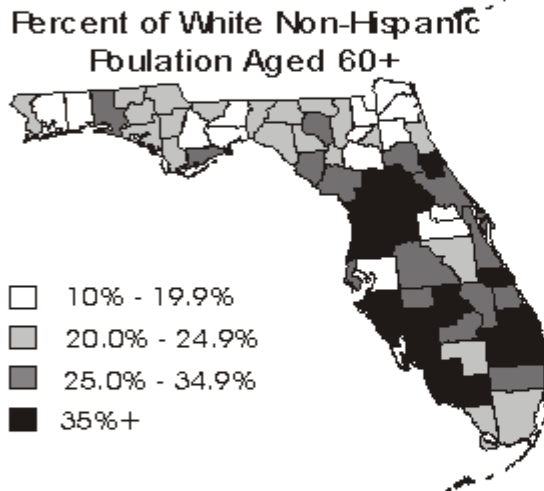 Percent of White Non-Hispanic
Poulation Aged 60+
10% - 19.9%
20.0% - 24.9%
25.0% - 34.9%
35%+